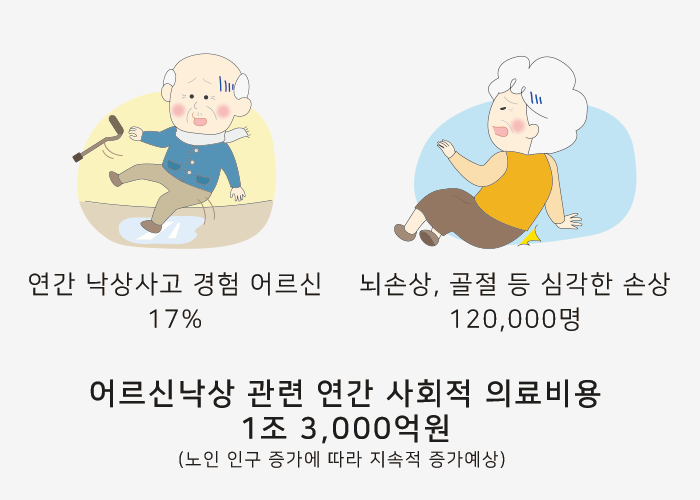 연간 낙상사고 경험 어르신
17%
뇌손상, 골절 등 심각한 손상
120,000명
어르신낙상 관련 연간 사회적 의료비용
1조 3,000억원
(노인 인구 증가에 따라 지속적 증가예상)